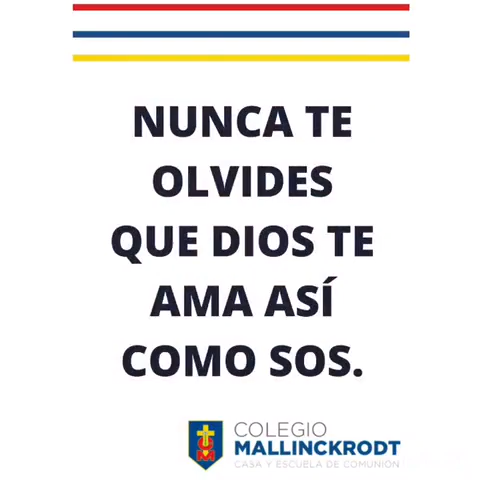 NUNCA TE
OLVIDES
QUE DIOS TE
AMA ASÍ
COMO SOS.
COLEGIO
MALLINCKRODT
CASA Y ESCUELA DE COMUNIÓN